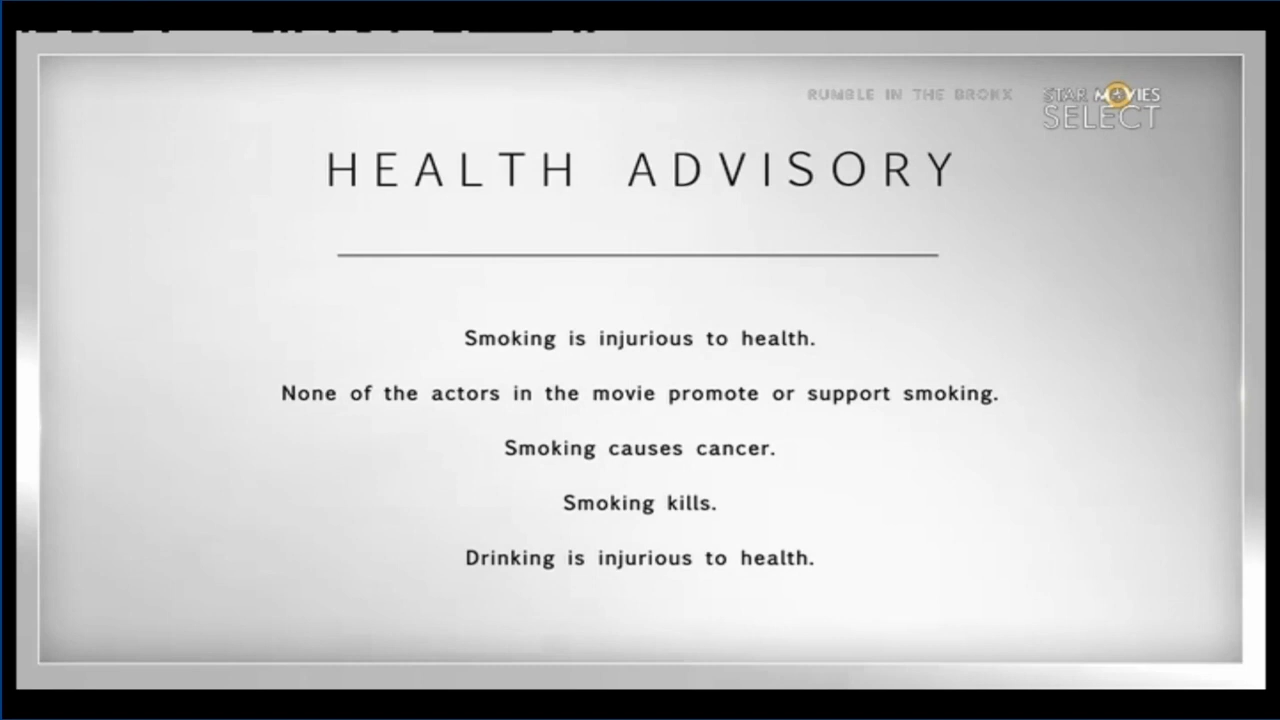 RUMBLE IN THE BRONX
STAR MOVIES
SELECT
HEALTH ADVISORY
Smoking is injurious to health.
None of the actors in the movie promote or support smoking.
Smoking causes cancer.
Smoking kills.
Drinking is injurious to health.